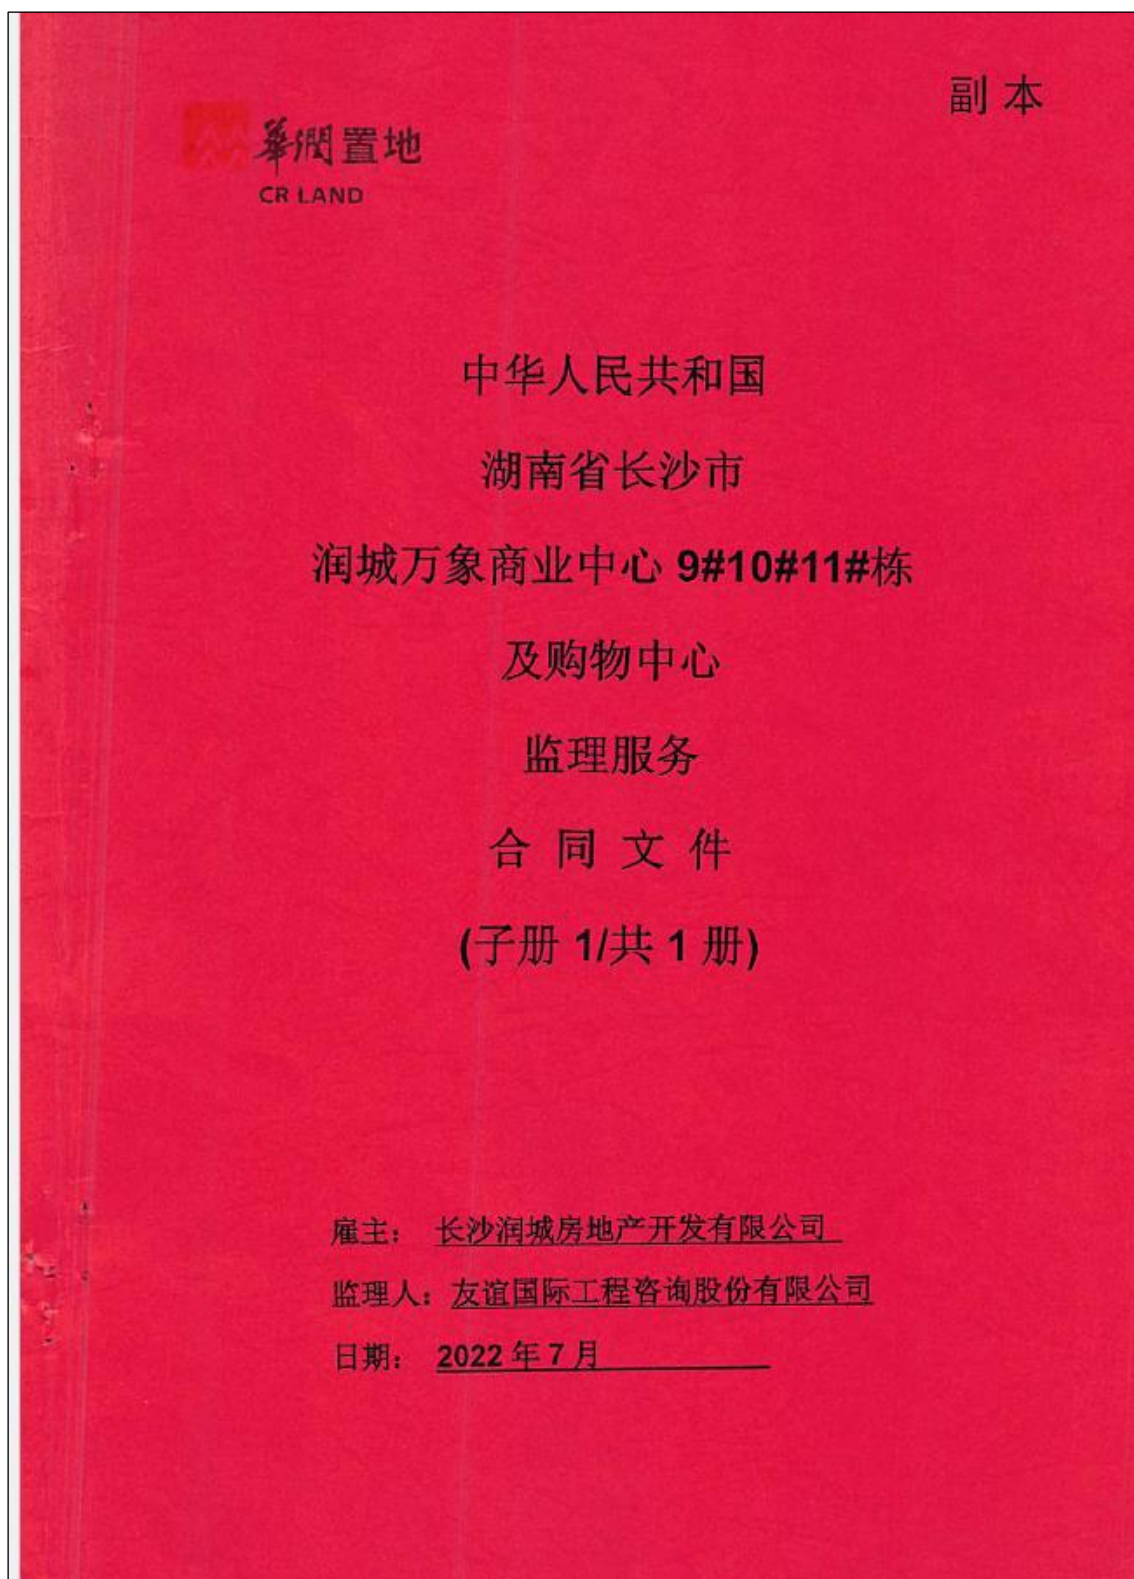 副本
華潤置地
CR LAND
中华人民共和国
湖南省长沙市
润城万象商业中心 9#10#11#栋
及购物中心
监理服务
合同文件
(子册 1/共 1 册)
雇主： 长沙润城房地产开发有限公司
监理人：友谊国际工程咨询股份有限公司
日期： 2022 年 7 月